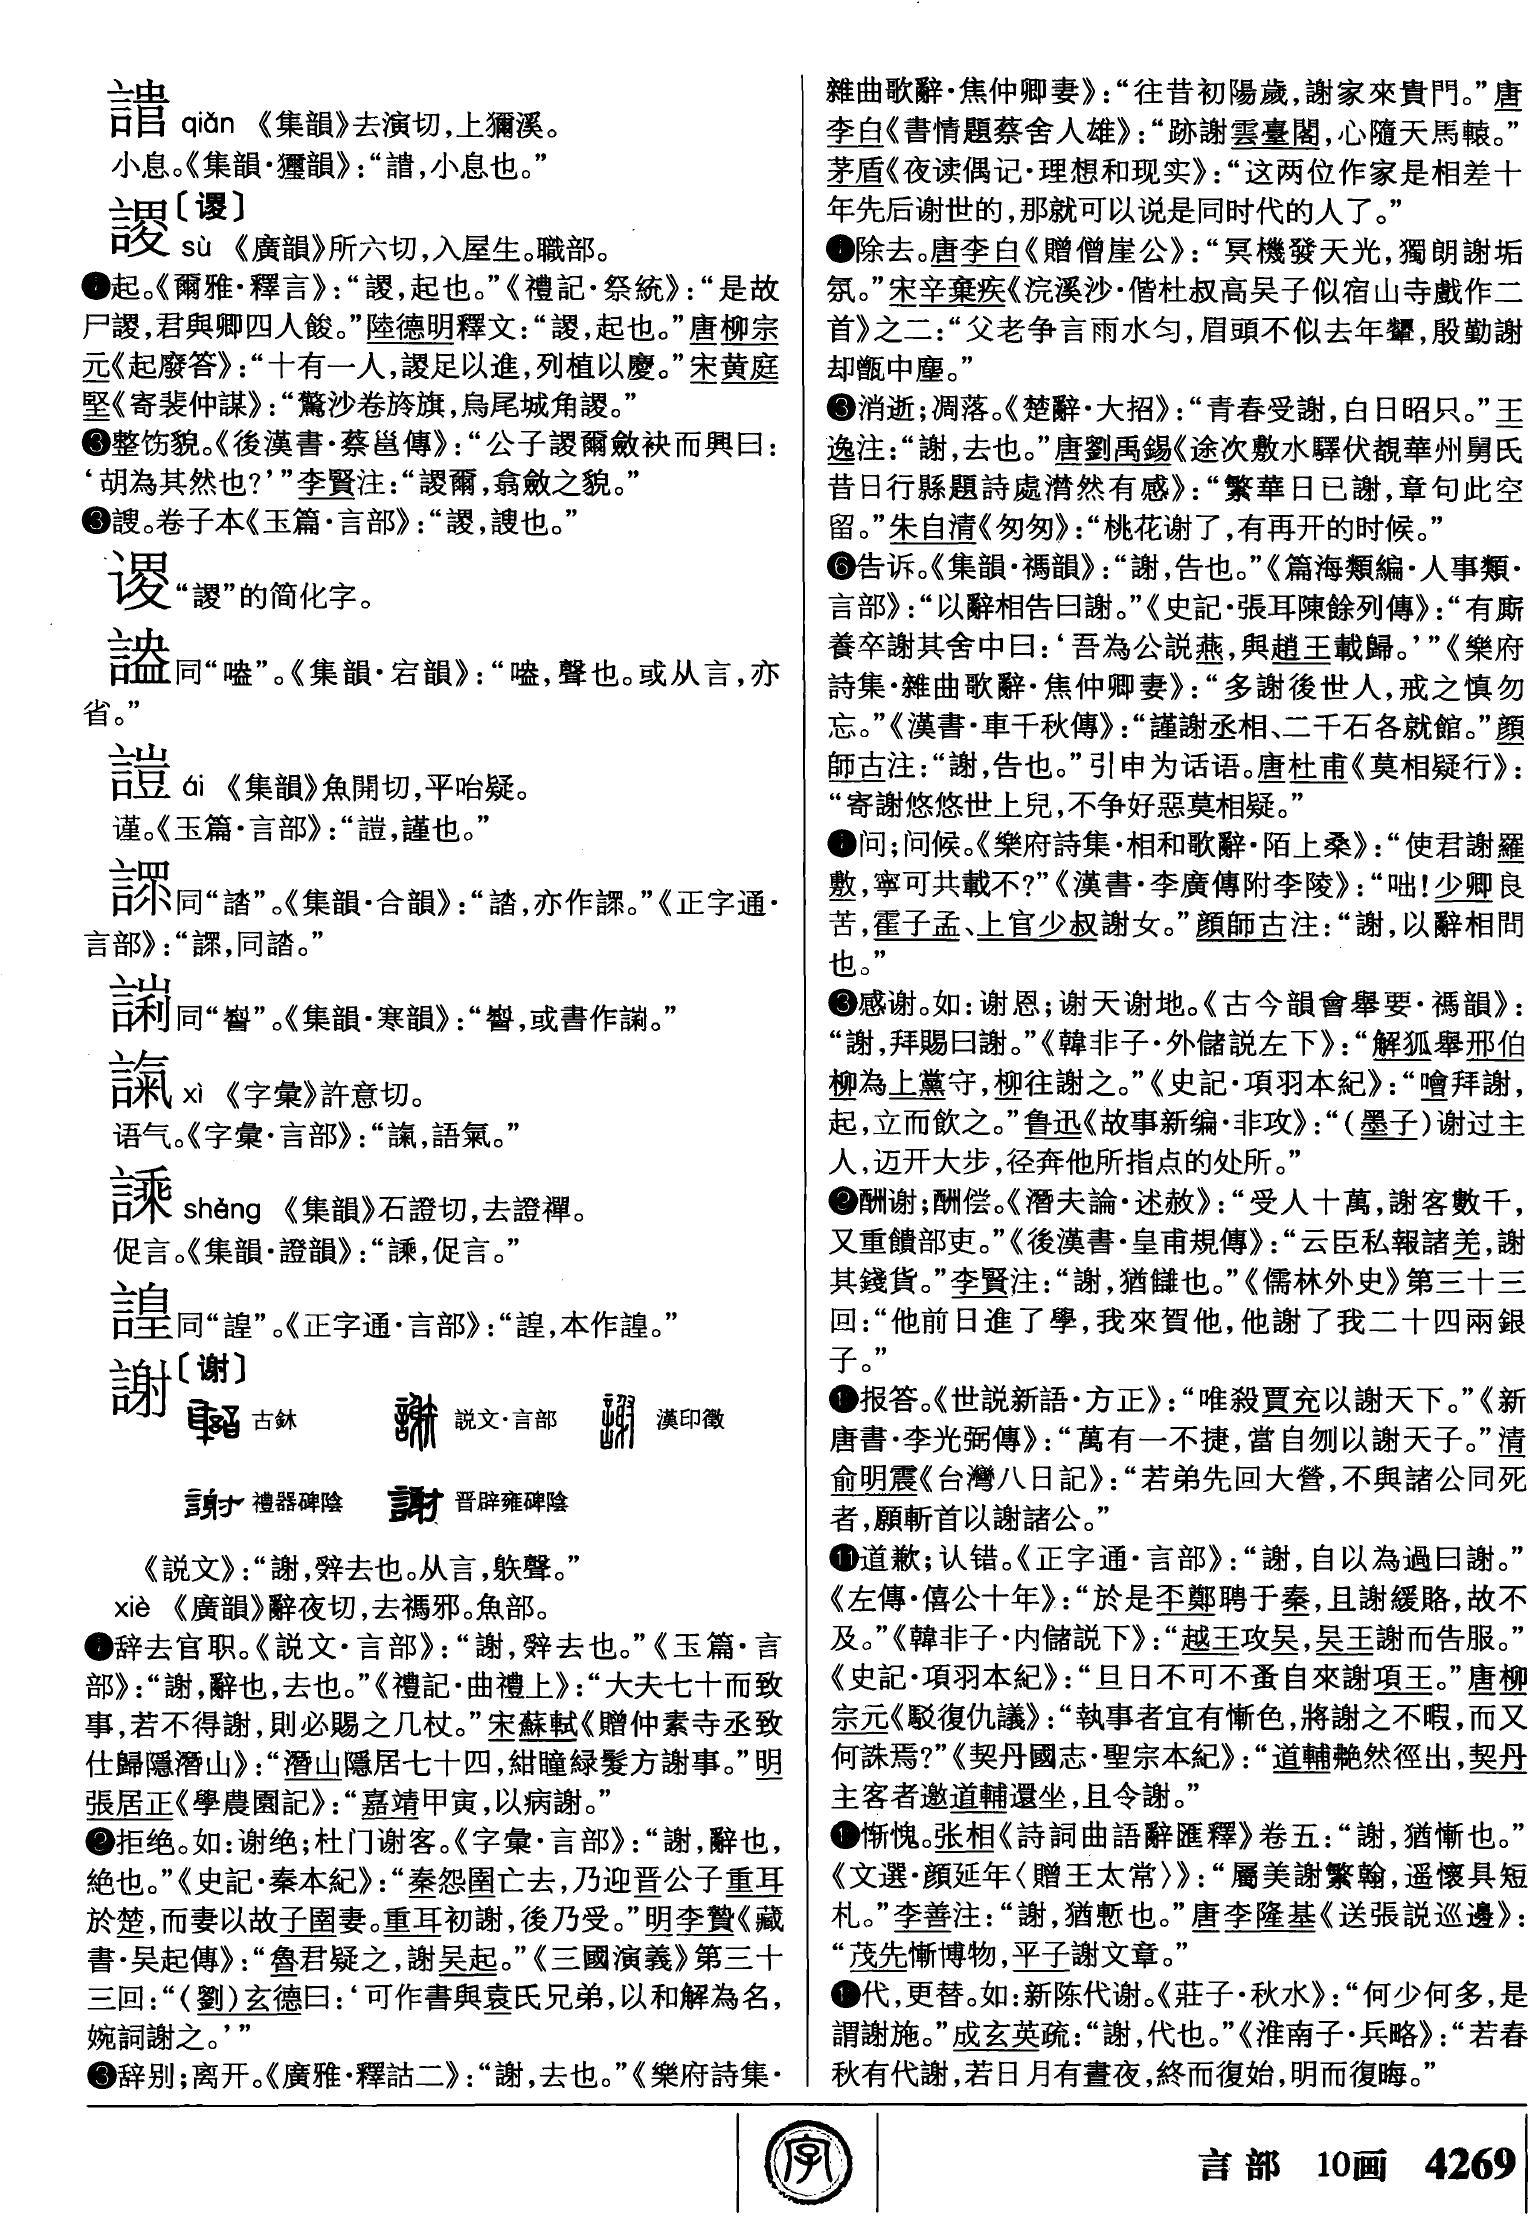 譴 qiǎn 《集韻》去演切，上獮溪。
小息。《集韻·獮韻》：“譴，小息也。”
謖〔谡〕
sù 《廣韻》所六切，入屋生。職部。
❶起。《爾雅·釋言》：“謖，起也。”《禮記·祭統》：“是故
尸謖，君與卿四人餕。”陸德明釋文：“謖，起也。”唐柳宗
元《起廢答》：“十有一人，謖足以進，列植以慶。”宋黄庭
堅《寄裴仲謀》：“驚沙卷於旗，烏尾城角謖。”
整饬貌。《後漢書·蔡邕傳》：“公子謖爾斂袂而興曰：
‘胡為其然也？’”李賢注：“謖爾，翕斂之貌。”
❸謏。卷子本《玉篇·言部》：“謖，謏也。”
谡“謖”的简化字。
同“嗑”。《集韻·宕韻》：“嗑，聲也。或从言，亦
省。”
譺 ái 《集韻》魚開切，平咍疑。
谨。《玉篇·言部》：“，謹也。”
同“誻”。《集韻·合韻》：“誻，亦作。”《正字通·
言部》：“，同誻。”
同“”。《集韻·寒韻》：“，或書作。”
xì 《字彙》許意切。
语气。《字彙·言部》：“，語氣。”
shèng 《集韻》石證切，去證禪。
促言。《集韻·證韻》：“，促言。”
諻同“諻”。《正字通·言部》：“諻，本作諻。”
謝〔谢〕
古鉥 説文·言部 漢印徵
禮器碑陰 晋辟雍碑陰
《説文》：“謝，辤去也。从言，䠶聲。”
xiè 《廣韻》辭夜切，去禡邪。魚部。
❶辞去官职。《説文·言部》：“謝，辤去也。”《玉篇·言
部》：“謝，辭也，去也。”《禮記·曲禮上》：“大夫七十而致
事，若不得謝，則必賜之几杖。”宋蘇軾《贈仲素寺丞致
仕歸隱潛山》：“潛山隱居七十四，紺瞳緑髮方謝事。”明
張居正《學農園記》：“嘉靖甲寅，以病謝。”
❷拒绝。如：谢绝；杜门谢客。《字彙·言部》：“謝，辭也，
絶也。”《史記·秦本紀》：“秦怨圉亡去，乃迎晋公子重耳
於楚，而妻以故子圉妻。重耳初謝，後乃受。”明李贄《藏
書·吴起傳》：“魯君疑之，謝吴起。”《三國演義》第三十
三回：“（劉）玄德曰：‘可作書與袁氏兄弟，以和解為名，
婉詞謝之。’”
❸辞别；离开。《廣雅·釋詁二》：“謝，去也。”《樂府詩集·
雜曲歌辭·焦仲卿妻》：“往昔初陽歲，謝家來貴門。”唐
李白《書情題蔡舍人雄》：“跡謝雲臺閣，心隨天馬轅。”
茅盾《夜读偶记·理想和现实》：“这两位作家是相差十
年先后谢世的，那就可以说是同时代的人了。”
除去。唐李白《贈僧崖公》：“冥機發天光，獨朗謝垢
氛。”宋辛棄疾《浣溪沙·偕杜叔高吴子似宿山寺戲作二
首》之二：“父老争言雨水匀，眉頭不似去年顰，殷勤謝
却甑中塵。”
消逝；凋落。《楚辭·大招》：“青春受謝，白日昭只。”王
逸注：“謝，去也。”唐劉禹錫《途次敷水驛伏覩華州舅氏
昔日行縣題詩處潸然有感》：“繁華日已謝，章句此空
留。”朱自清《匆匆》：“桃花谢了，有再开的时候。”
❻告诉。《集韻·禡韻》：“謝，告也。”《篇海類編·人事類·
言部》：“以辭相告曰謝。”《史記·張耳陳餘列傳》：“有廝
養卒謝其舍中曰：‘吾為公説燕，與趙王載歸。’”《樂府
詩集·雜曲歌辭·焦仲卿妻》：“多謝後世人，戒之慎勿
忘。”《漢書·車千秋傳》：“謹謝丞相、二千石各就館。”顔
師古注：“謝，告也。”引申为话语。唐杜甫《莫相疑行》：
“寄謝悠悠世上兒，不争好惡莫相疑。”
問；问候。《樂府詩集·相和歌辭·陌上桑》：“使君謝羅
敷，寧可共載不？”《漢書·李廣傳附李陵》：“咄！少卿良
苦，霍子孟、上官少叔謝女。”顔師古注：“謝，以辭相問
也。”
感谢。如：谢恩；谢天谢地。《古今韻會舉要·禡韻》：
“謝，拜賜曰謝。”《韓非子·外儲説左下》：“解狐舉邢伯
柳為上黨守，柳往謝之。”《史記·項羽本紀》：“噲拜謝，
起，立而飲之。”鲁迅《故事新编·非攻》：“（墨子）谢过主
人，迈开大步，径奔他所指点的处所。”
酬谢；酬偿。《潛夫論·述赦》：“受人十萬，謝客數千，
又重饋部吏。”《後漢書·皇甫規傳》：“云臣私報諸羌，謝
其錢貨。”李賢注：“謝，猶讎也。”《儒林外史》第三十三
回：“他前日進了學，我來賀他，他謝了我二十四兩銀
子。”
报答。《世説新語·方正》：“唯殺賈充以謝天下。”《新
唐書·李光弼傳》：“萬有一不捷，當自刎以謝天子。”清
俞明震《台灣八日記》：“若弟先回大營，不與諸公同死
者，願斬首以謝諸公。”
⓫道歉；认错。《正字通·言部》：“謝，自以為過曰謝。”
《左傳·僖公十年》：“於是丕鄭聘于秦，且謝緩賂，故不
及。”《韓非子·内儲説下》：“越王攻吴，吴王謝而告服。”
《史記·項羽本紀》：“旦日不可不蚤自來謝項王。”唐柳
宗元《駁復仇議》：“執事者宜有慚色，將謝之不暇，而又
何誅焉？”《契丹國志·聖宗本紀》：“道輔艴然徑出，契丹
主客者邀道輔還坐，且令謝。”
惭愧。张相《詩詞曲語辭匯釋》卷五：“謝，猶慚也。”
《文選·顔延年〈贈王太常〉》：“屬美謝繁翰，遥懷具短
札。”李善注：“謝，猶慙也。”唐李隆基《送張説巡邊》：
“茂先慚博物，平子謝文章。”
代，更替。如：新陈代谢。《莊子·秋水》：“何少何多，是
謂謝施。”成玄英疏：“謝，代也。”《淮南子·兵略》：“若春
秋有代謝，若日月有晝夜，終而復始，明而復晦。”
字
言部 10画 4269